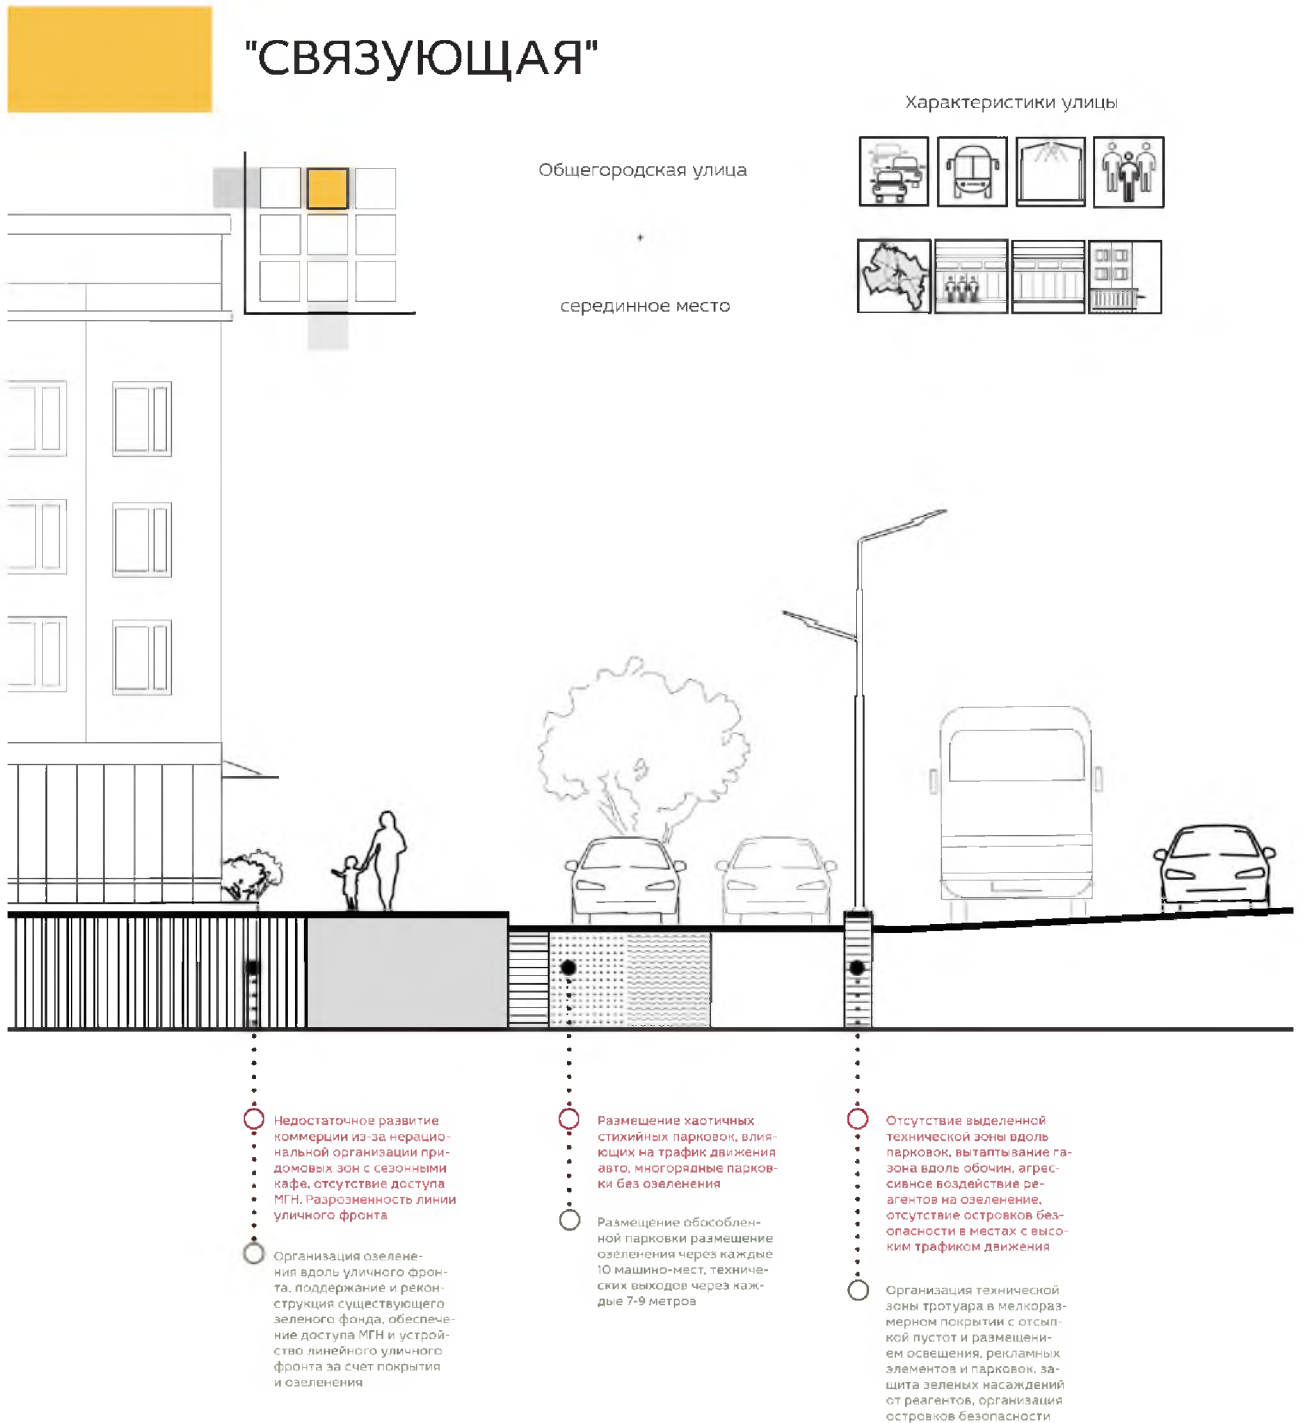 "СВЯЗУЮЩАЯ"
Характеристики улицы
Общегородская улица
+
серединное место
Недостаточное развитие
коммерции из-за нерацио-
нальной организации при-
домовых зон с сезонными
кафе, отсутствие доступа
МГН. Разрозненность линии
уличного фронта
Организация озелене-
ния вдоль уличного фрон-
та, поддержание и рекон-
струкция существующего
зеленого фонда, обеспече-
ние доступа МГН и устрой-
ство линейного уличного
фронта за счет покрытия
и озеленения
Размещение хаотичных
стихийных парковок, влия-
ющих на трафик движения
авто, многорядные парков-
ки без озеленения
Размещение обособлен-
ной парковки размещение
озеленения через каждые
10 машино-мест, техниче-
ских выходов через каж-
дые 7-9 метров
Отсутствие выделенной
технической зоны вдоль
парковок, вытаптывание га-
зона вдоль обочин, агрес-
сивное воздействие ре-
агентов на озеленение,
отсутствие островков без-
опасности в местах с высо-
ким трафиком движения
Организация технической
зоны тротуара в мелкораз-
мерном покрытии с отсып-
кой пустот и размещени-
ем освещения, рекламных
элементов и парковок, за-
щита зеленых насаждений
от реагентов, организация
островков безопасности